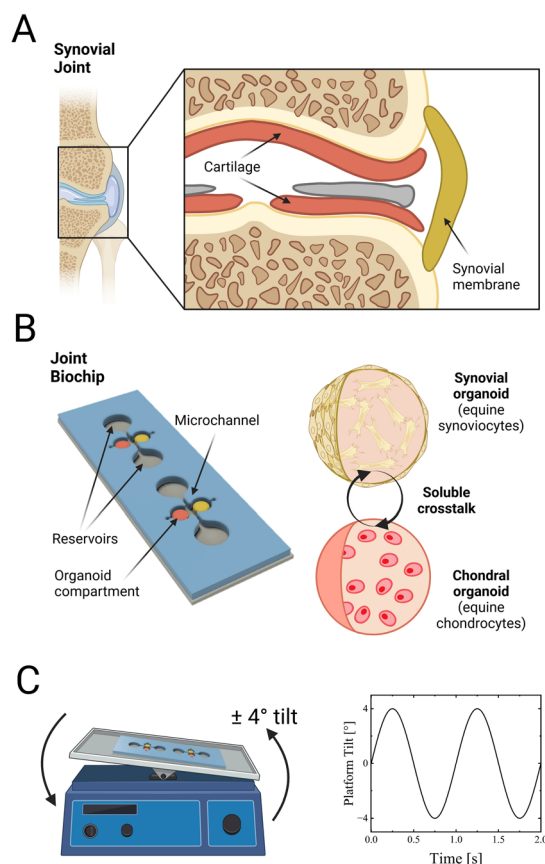 A
Synovial
Joint
Cartilage
Synovial
membrane
B
Joint
Biochip
Microchannel
Reservoirs
Organoid
compartment
Synovial
organoid
(equine
synoviocytes)
Soluble
crosstalk
Chondral
organoid
(equine
chondrocytes)
C
± 4° tilt
Platform Tilt [°]
4
0
−4
0.0
0.5
1.0
1.5
2.0
Time [s]